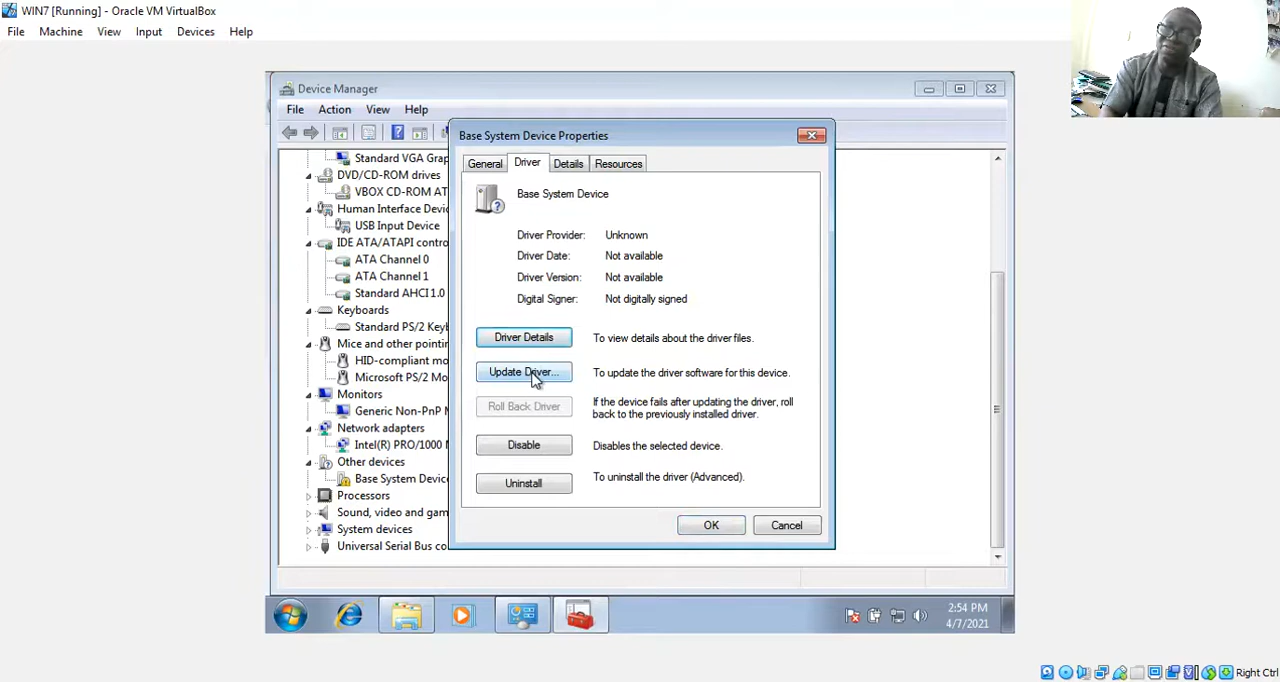 WIN7 [Running] - Oracle VM VirtualBox
File Machine View Input Devices Help
Device Manager
File Action View Help
Standard VGA Grap
DVD/CD-ROM drives
VBOX CD-ROM AT
Human Interface Devi
USB Input Device
IDE ATA/ATAPI contro
ATA Channel 0
ATA Channel 1
Standard AHCI 1.0
Keyboards
Standard PS/2 Keyl
Mice and other pointin
HID-compliant mo
Microsoft PS/2 Mo
Monitors
Generic Non-PnP
Network adapters
Intel(R) PRO/1000
Other devices
Base System Devic
Processors
Sound, video and gam
System devices
Universal Serial Bus co
Base System Device Properties
General Driver Details Resources
Base System Device
Driver Provider: Unknown
Driver Date: Not available
Driver Version: Not available
Digital Signer: Not digitally signed
Driver Details To view details about the driver files.
Update Driver... To update the driver software for this device.
Roll Back Driver If the device fails after updating the driver, roll
back to the previously installed driver.
Disable Disables the selected device.
Uninstall To uninstall the driver (Advanced).
OK Cancel
2:54 PM
4/7/2021
Right Ctrl